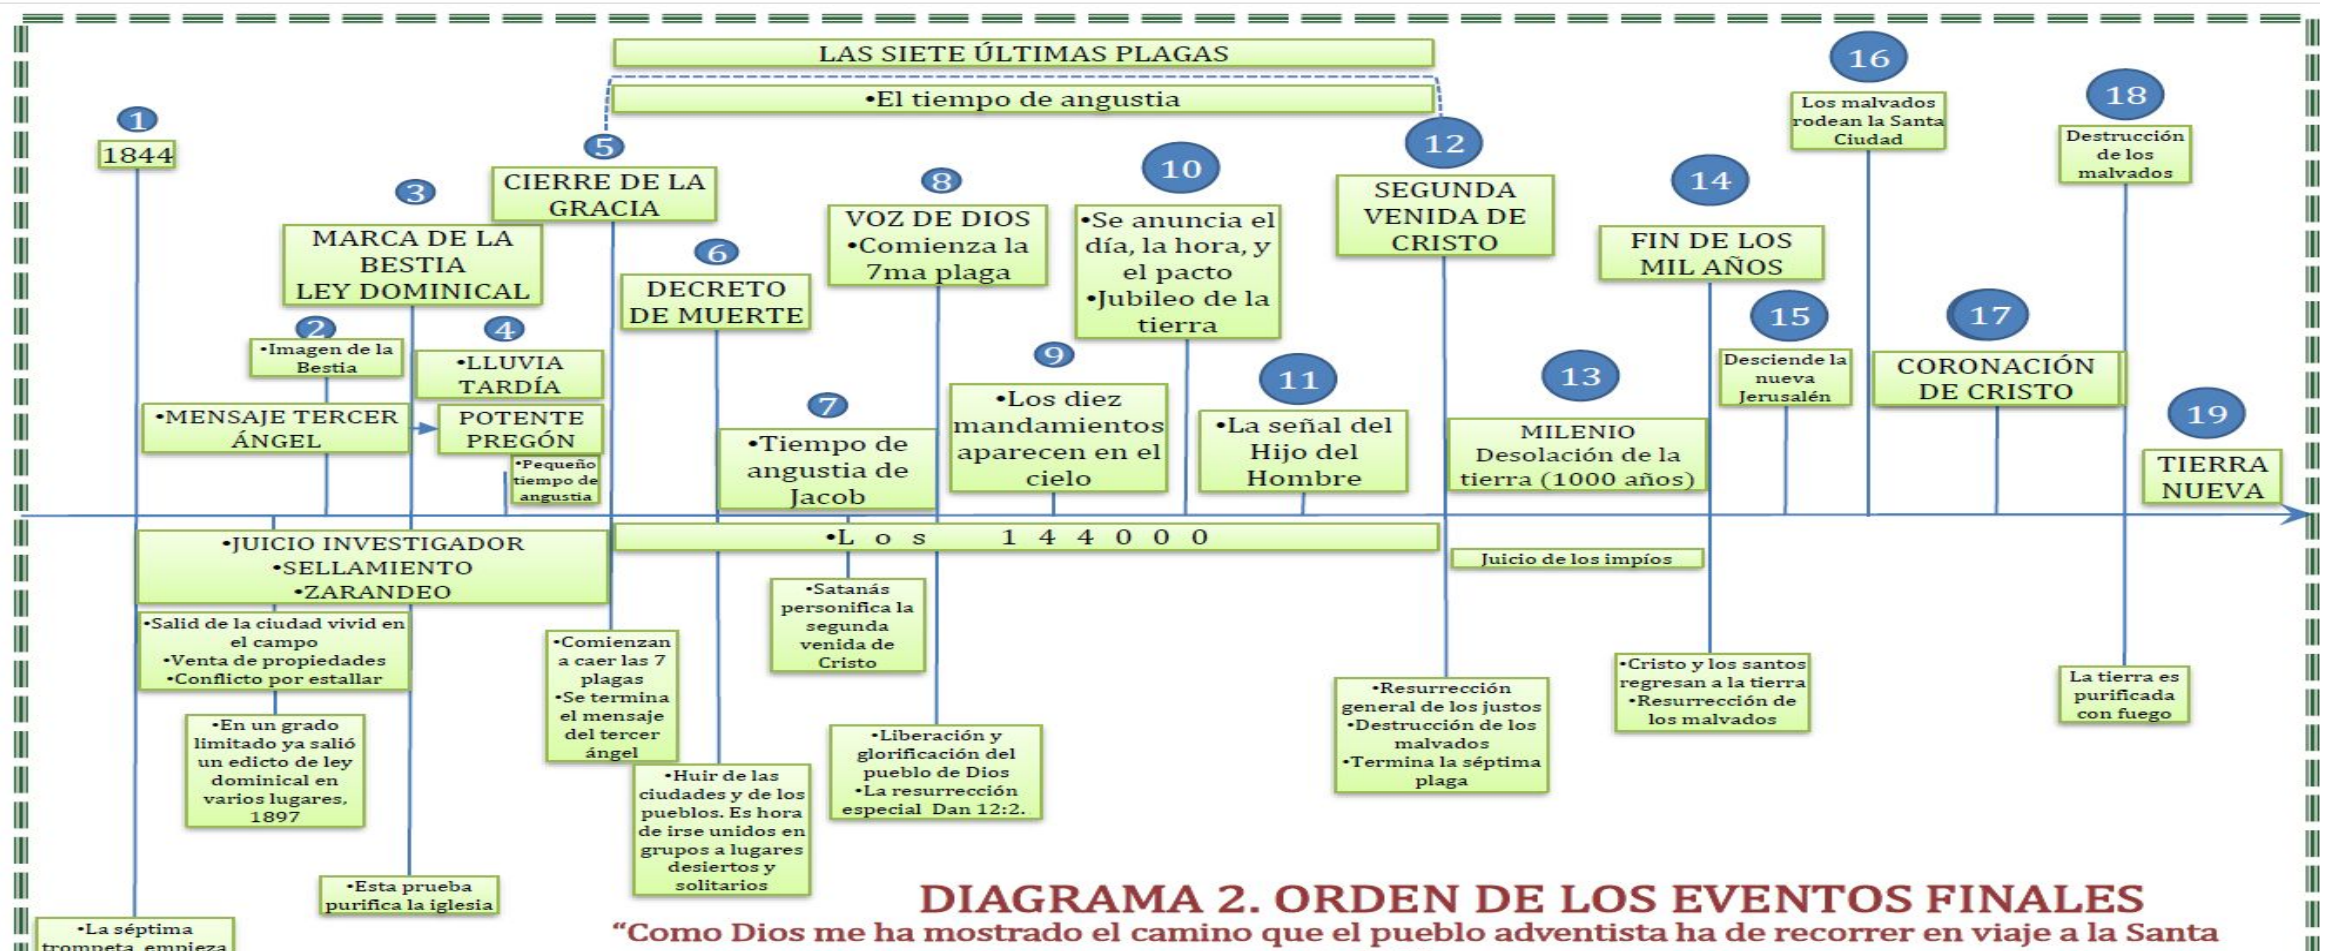 LAS SIETE ÚLTIMAS PLAGAS
•El tiempo de angustia
1
1844
2
•Imagen de la
Bestia
•MENSAJE TERCER
ÁNGEL
3
MARCA DE LA
BESTIA
LEY DOMINICAL
4
•LLUVIA
TARDÍA
POTENTE
PREGÓN
•Pequeño
tiempo de
angustia
5
CIERRE DE LA
GRACIA
6
DECRETO
DE MUERTE
7
•Tiempo de
angustia de
Jacob
8
VOZ DE DIOS
•Comienza la
7ma plaga
9
•Los diez
mandamientos
aparecen en el
cielo
10
•Se anuncia el
día, la hora, y
el pacto
•Jubileo de la
tierra
11
•La señal del
Hijo del
Hombre
12
SEGUNDA
VENIDA DE
CRISTO
13
MILENIO
Desolación de la
tierra (1000 años)
14
FIN DE LOS
MIL AÑOS
15
Desciende la
nueva
Jerusalén
16
Los malvados
rodean la Santa
Ciudad
17
CORONACIÓN
DE CRISTO
18
Destrucción
de los
malvados
19
TIERRA
NUEVA
•JUICIO INVESTIGADOR
•SELLAMIENTO
•ZARANDEO
•Los 144000
Juicio de los impíos
•Salid de la ciudad vivid en
el campo
•Venta de propiedades
•Conflicto por estallar
•En un grado
limitado ya salió
un edicto de ley
dominical en
varios lugares,
1897
•Esta prueba
purifica la iglesia
•La séptima
trompeta empieza
•Comienzan
a caer las 7
plagas
•Se termina
el mensaje
del tercer
ángel
•Huir de las
ciudades y de los
pueblos. Es hora
de irse unidos en
grupos a lugares
desiertos y
solitarios
•Satanás
personifica la
segunda
venida de
Cristo
•Liberación y
glorificación del
pueblo de Dios
•La resurrección
especial Dan 12:2.
•Resurrección
general de los justos
•Destrucción de los
malvados
•Termina la séptima
plaga
•Cristo y los santos
regresan a la tierra
•Resurrección de
los malvados
La tierra es
purificada
con fuego
DIAGRAMA 2. ORDEN DE LOS EVENTOS FINALES
“Como Dios me ha mostrado el camino que el pueblo adventista ha de recorrer en viaje a la Santa